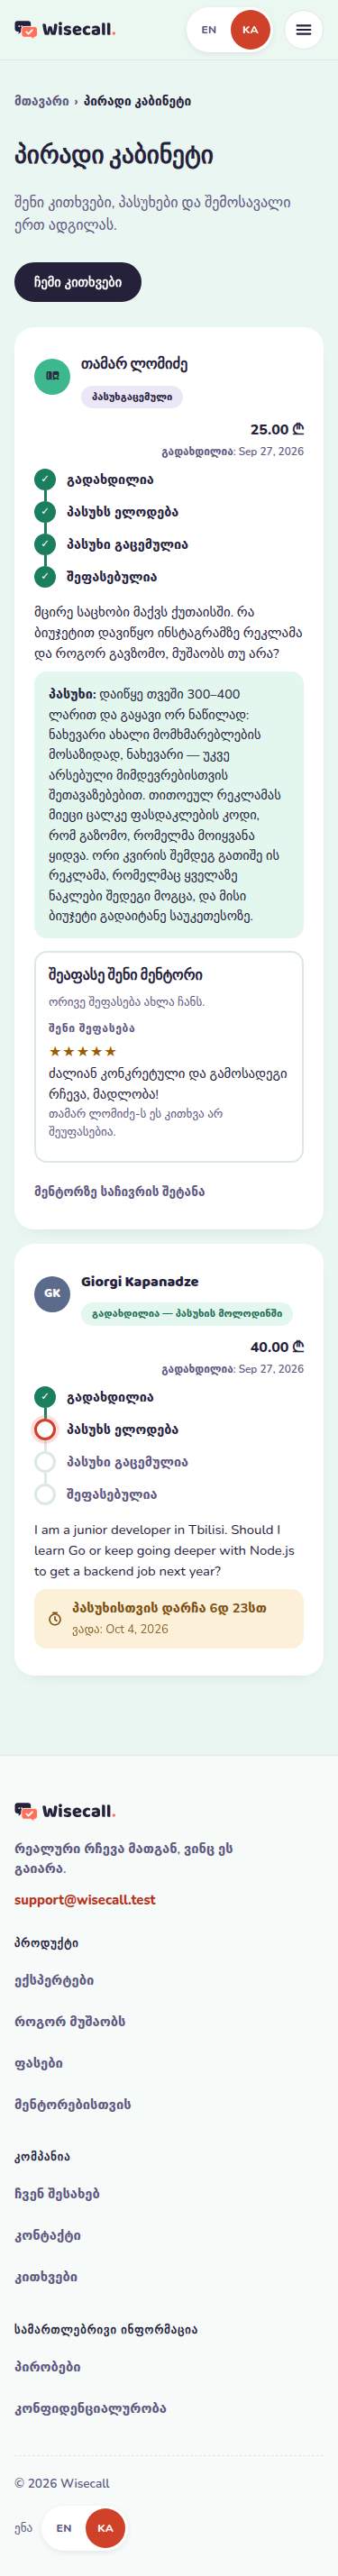 Wisecall.
EN KA
მთავარი › პირადი კაბინეტი
პირადი კაბინეტი
შენი კითხვები, პასუხები და შემოსავალი
ერთ ადგილას.
ჩემი კითხვები
თამარ ლომიძე
პასუხგაცემული
25.00 ₾
გადახდილია: Sep 27, 2026
გადახდილია
პასუხს ელოდება
პასუხი გაცემულია
შეფასებულია
მცირე საცხობი მაქვს ქუთაისში. რა
ბიუჯეტით დავიწყო ინსტაგრამზე რეკლამა
და როგორ გავზომო, მუშაობს თუ არა?
პასუხი: დაიწყე თვეში 300–400
ლარით და გაყავი ორ ნაწილად:
ნახევარი ახალი მომხმარებლების
მოსაზიდად, ნახევარი — უკვე
არსებული მიმდევრებისთვის
შეთავაზებებით. თითოეულ რეკლამას
მიეცი ცალკე ფასდაკლების კოდი,
რომ გაზომო, რომელმა მოიყვანა
ყიდვა. ორი კვირის შემდეგ გათიშე ის
რეკლამა, რომელმაც ყველაზე
ნაკლები შედეგი მოგცა, და მისი
ბიუჯეტი გადაიტანე საუკეთესოზე.
შეაფასე შენი მენტორი
ორივე შეფასება ახლა ჩანს.
შენი შეფასება
★★★★★
ძალიან კონკრეტული და გამოსადეგი
რჩევა, მადლობა!
თამარ ლომიძე-ს ეს კითხვა არ
შეუფასებია.
მენტორზე საჩივრის შეტანა
GK
Giorgi Kapanadze
გადახდილია — პასუხის მოლოდინში
40.00 ₾
გადახდილია: Sep 27, 2026
გადახდილია
პასუხს ელოდება
პასუხი გაცემულია
შეფასებულია
I am a junior developer in Tbilisi. Should I
learn Go or keep going deeper with Node.js
to get a backend job next year?
პასუხისთვის დარჩა 6დ 23სთ
ვადა: Oct 4, 2026
Wisecall.
რეალური რჩევა მათგან, ვინც ეს
გაიარა.
support@wisecall.test
პროდუქტი
ექსპერტები
როგორ მუშაობს
ფასები
მენტორებისთვის
კომპანია
ჩვენ შესახებ
კონტაქტი
კითხვები
სამართლებრივი ინფორმაცია
პირობები
კონფიდენციალურობა
© 2026 Wisecall
ენა EN KA